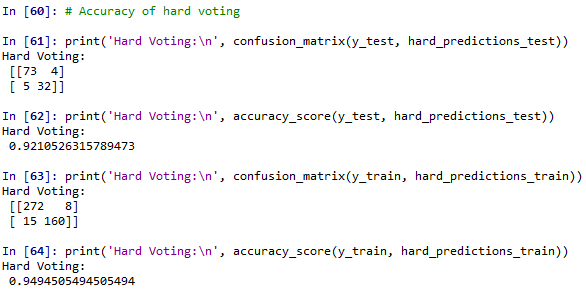 In [60]: # Accuracy of hard voting
In [61]: print('Hard Voting:\n', confusion_matrix(y_test, hard_predictions_test))
Hard Voting:
[[73  4]
[ 5 32]]
In [62]: print('Hard Voting:\n', accuracy_score(y_test, hard_predictions_test))
Hard Voting:
0.9210526315789473
In [63]: print('Hard Voting:\n', confusion_matrix(y_train, hard_predictions_train))
Hard Voting:
[[272   8]
[ 15 160]]
In [64]: print('Hard Voting:\n', accuracy_score(y_train, hard_predictions_train))
Hard Voting:
0.9494505494505494